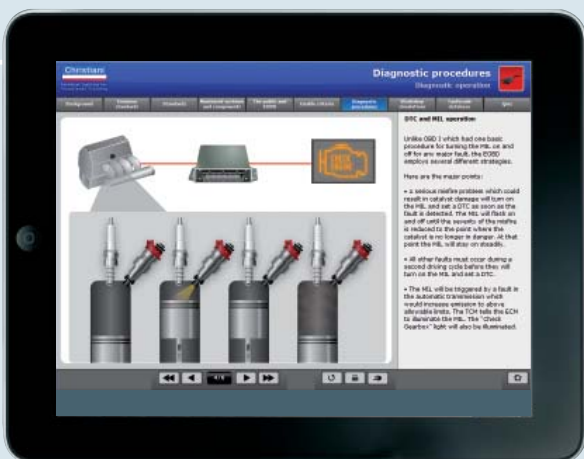 Christiani
Diagnostic procedures
Diagnostic operation
Background
Emission
standards
Standards
Monitored systems
and components
Enable criteria
Diagnostic
procedures
Quiz
DTC and MIL operation
Unlike OBD I which had one basic
procedure for turning the MIL on and
off for any major fault, the EOBD
employs several different strategies.
Here are the major points:
• a serious misfire problem which could
result in catalyst damage will turn on
the MIL and set a DTC as soon as the
fault is detected. The MIL will flash on
and off until the severity of the misfire
is reduced to the point where the
catalyst is no longer in danger. At that
point the MIL will stay on steadily.
• All other faults must occur during a
second driving cycle before they will
turn on the MIL and set a DTC.
• The MIL will be triggered by a fault in
the automatic transmission which
would increase emission to above
allowable limits. The TCM tells the ECM
to illuminate the MIL. The "Check
Gearbox" light will also be illuminated.